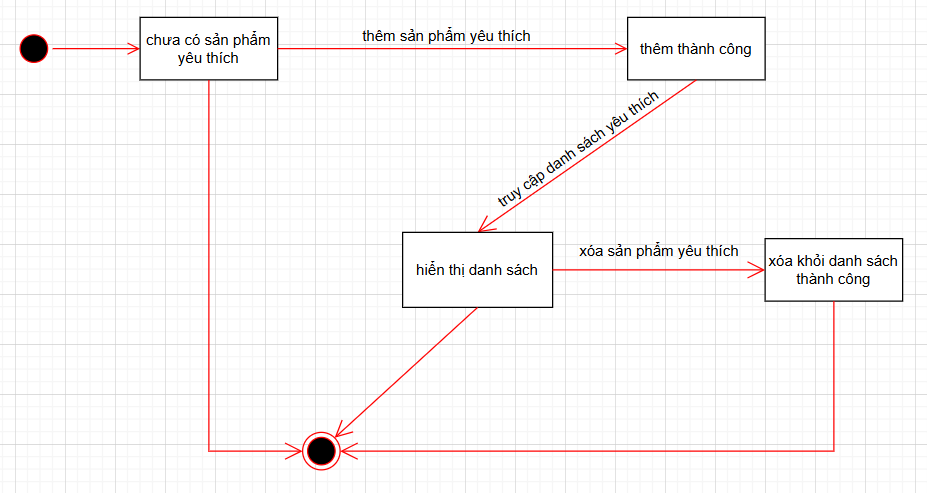 chưa có sản phẩm
yêu thích
thêm sản phẩm yêu thích
thêm thành công
truy cập danh sách yêu thích
hiển thị danh sách
xóa sản phẩm yêu thích
xóa khỏi danh sách
thành công